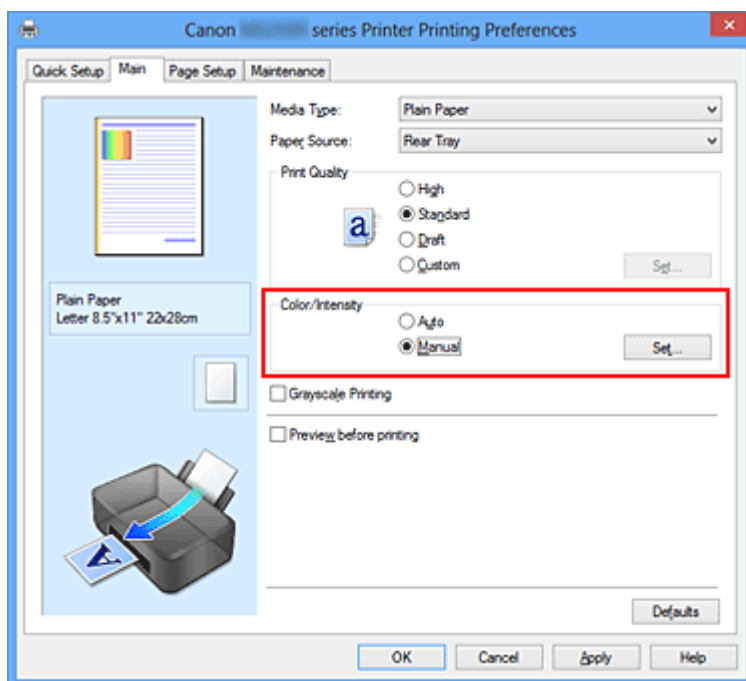 Canon series Printer Printing Preferences
Quick Setup Main Page Setup Maintenance
Media Type: Plain Paper
Paper Source: Rear Tray
Print Quality
High
a Standard
Draft
Custom Set...
Plain Paper
Letter 8.5"x11" 22x28cm
Color/Intensity
Auto
Manual Set...
Grayscale Printing
Preview before printing
A
Defaults
OK Cancel Apply Help